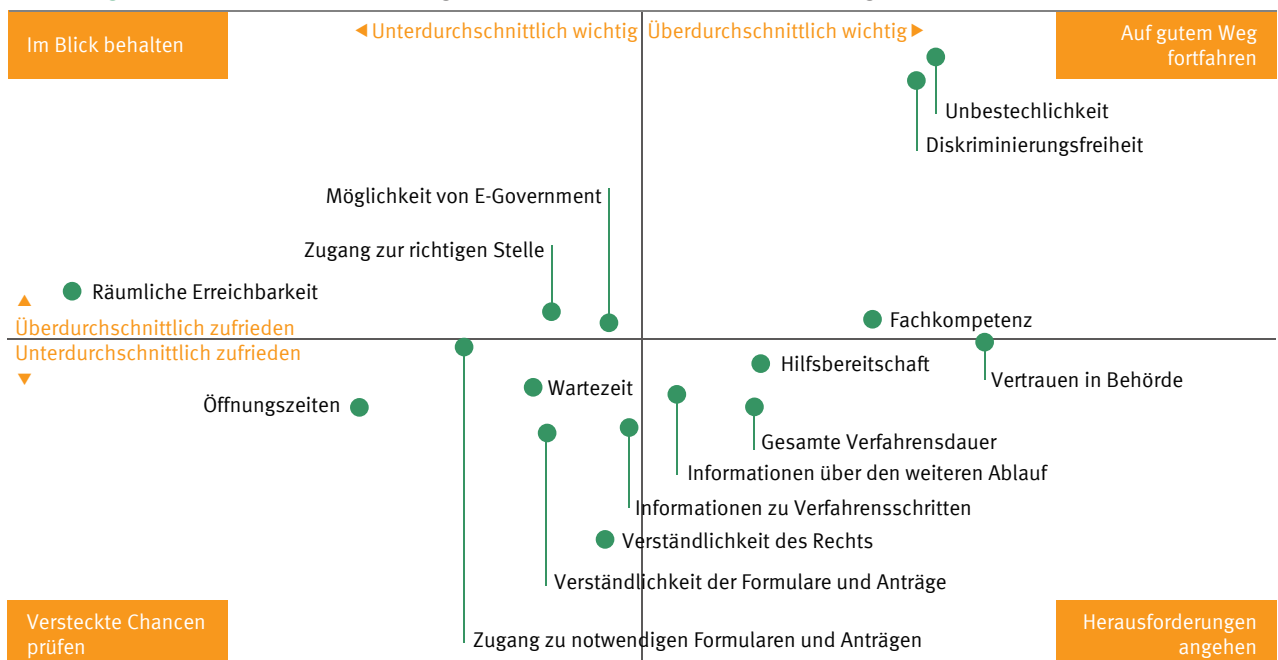 Im Blick behalten
◄ Unterdurchschnittlich wichtig
Überdurchschnittlich wichtig ►
Auf gutem Weg
fortfahren
Unbestechlichkeit
Diskriminierungsfreiheit
Möglichkeit von E-Government
Zugang zur richtigen Stelle
Räumliche Erreichbarkeit
▲
Überdurchschnittlich zufrieden
Unterdurchschnittlich zufrieden
▼
Fachkompetenz
Hilfsbereitschaft
Vertrauen in Behörde
Wartezeit
Öffnungszeiten
Gesamte Verfahrensdauer
Informationen über den weiteren Ablauf
Informationen zu Verfahrensschritten
Verständlichkeit des Rechts
Verständlichkeit der Formulare und Anträge
Zugang zu notwendigen Formularen und Anträgen
Versteckte Chancen
prüfen
Herausforderungen
angehen